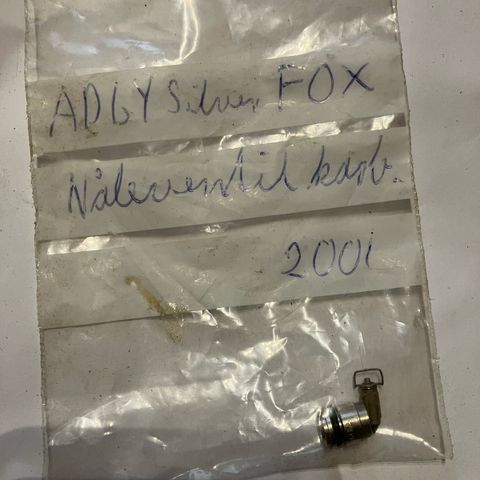 ADLY Silver FOX
Nåleventil karb.
2001